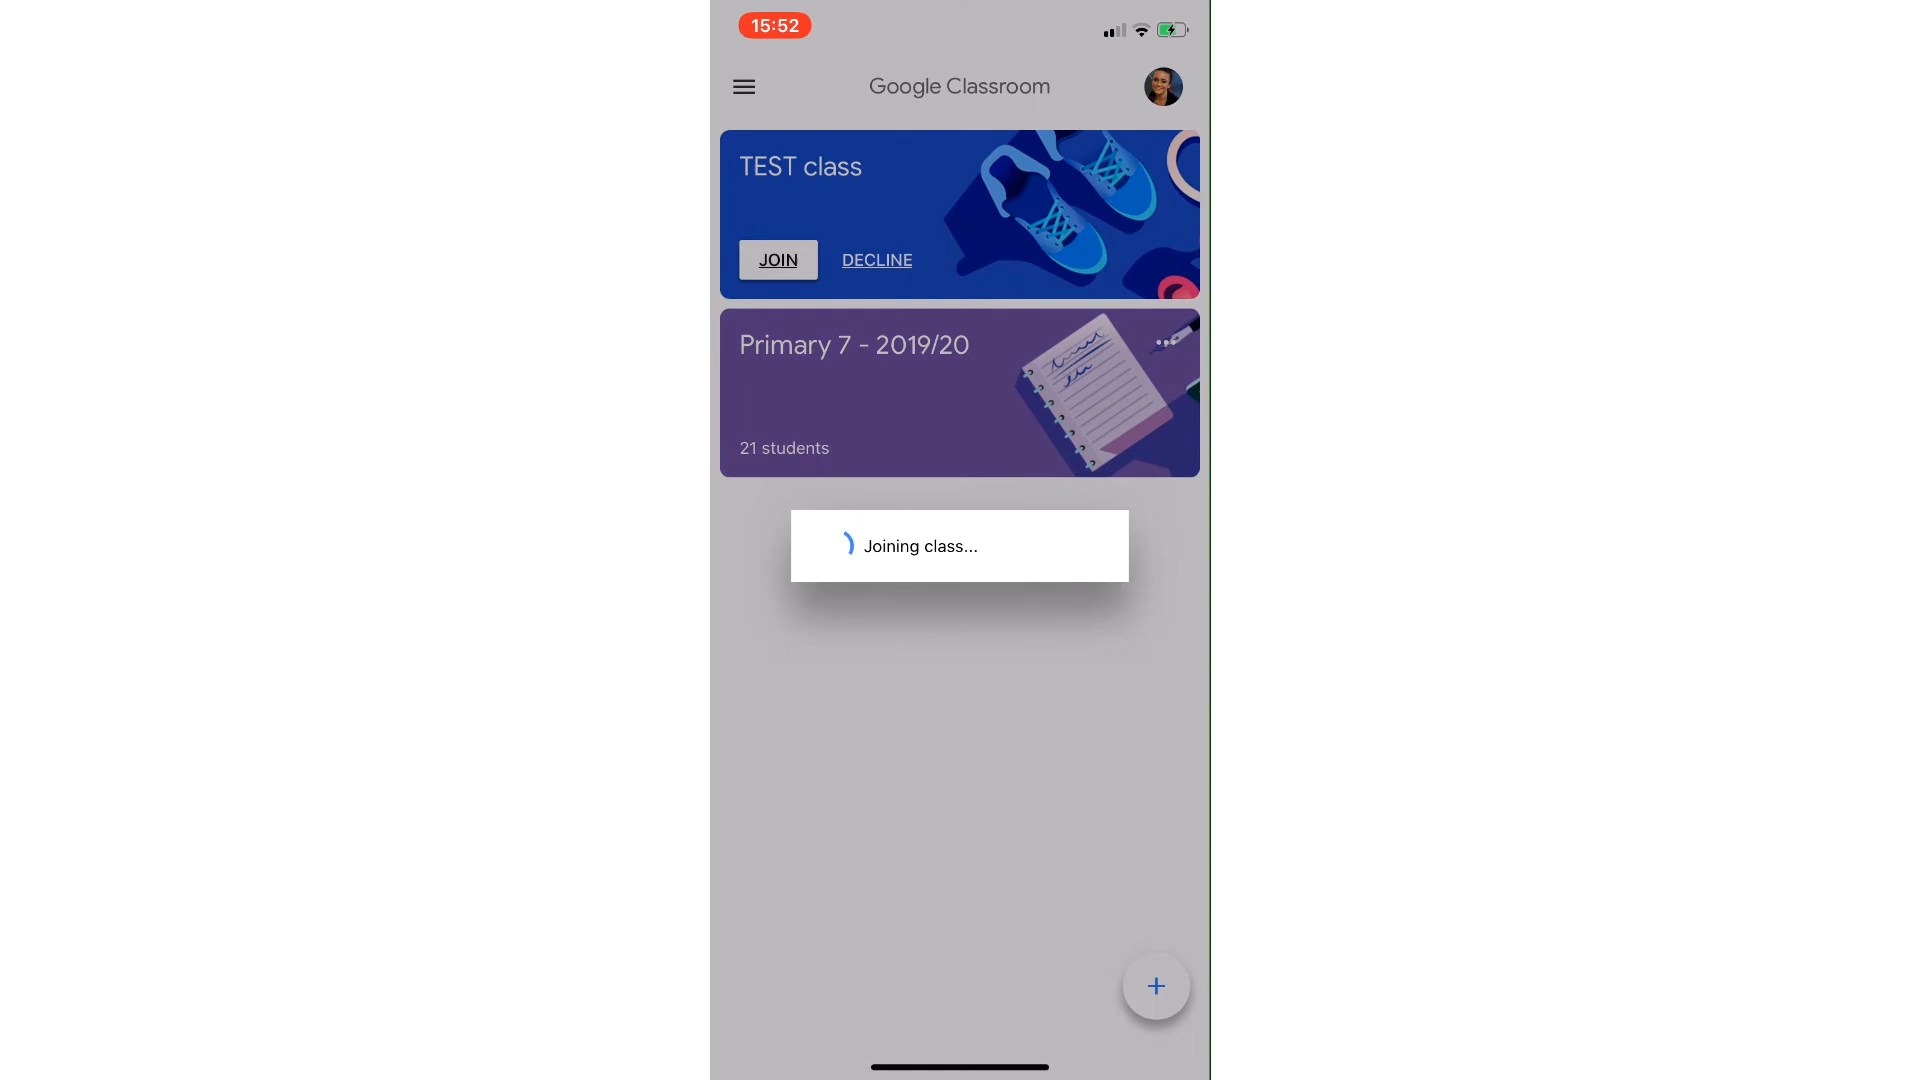 15:52
Google Classroom
TEST class
JOIN DECLINE
Primary 7 - 2019/20
21 students
Joining class...